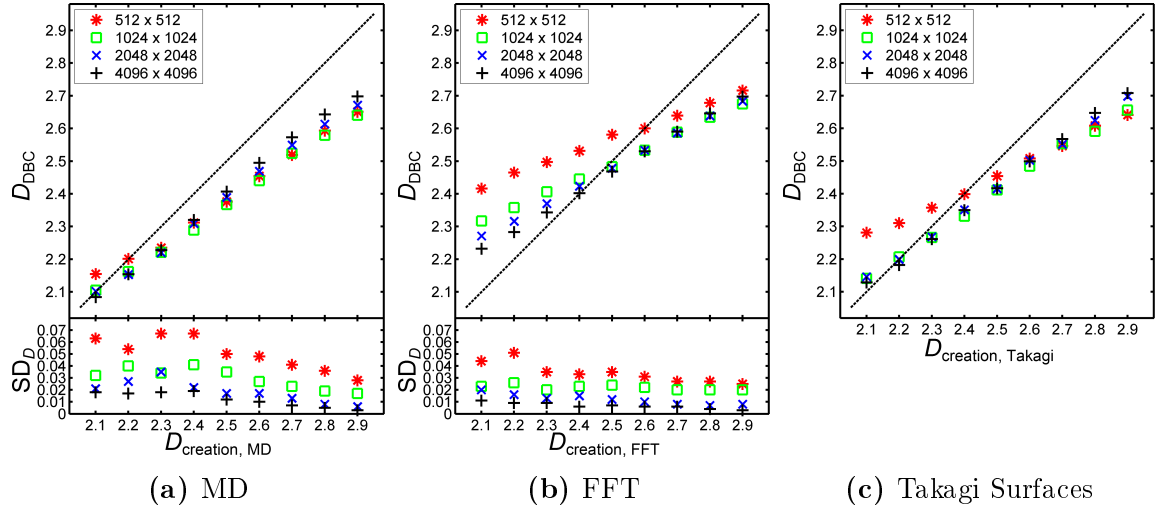 512 x 512
1024 x 1024
2048 x 2048
4096 x 4096
2.9
2.8
2.7
2.6
2.5
2.4
2.3
2.2
2.1
D_DBC
0.07
0.06
0.05
0.04
0.03
0.02
0.01
0
SD_D
2.1 2.2 2.3 2.4 2.5 2.6 2.7 2.8 2.9
D_creation, MD
(a) MD
512 x 512
1024 x 1024
2048 x 2048
4096 x 4096
2.9
2.8
2.7
2.6
2.5
2.4
2.3
2.2
2.1
D_DBC
0.07
0.06
0.05
0.04
0.03
0.02
0.01
0
SD_D
2.1 2.2 2.3 2.4 2.5 2.6 2.7 2.8 2.9
D_creation, FFT
(b) FFT
512 x 512
1024 x 1024
2048 x 2048
4096 x 4096
2.9
2.8
2.7
2.6
2.5
2.4
2.3
2.2
2.1
D_DBC
2.1 2.2 2.3 2.4 2.5 2.6 2.7 2.8 2.9
D_creation, Takagi
(c) Takagi Surfaces